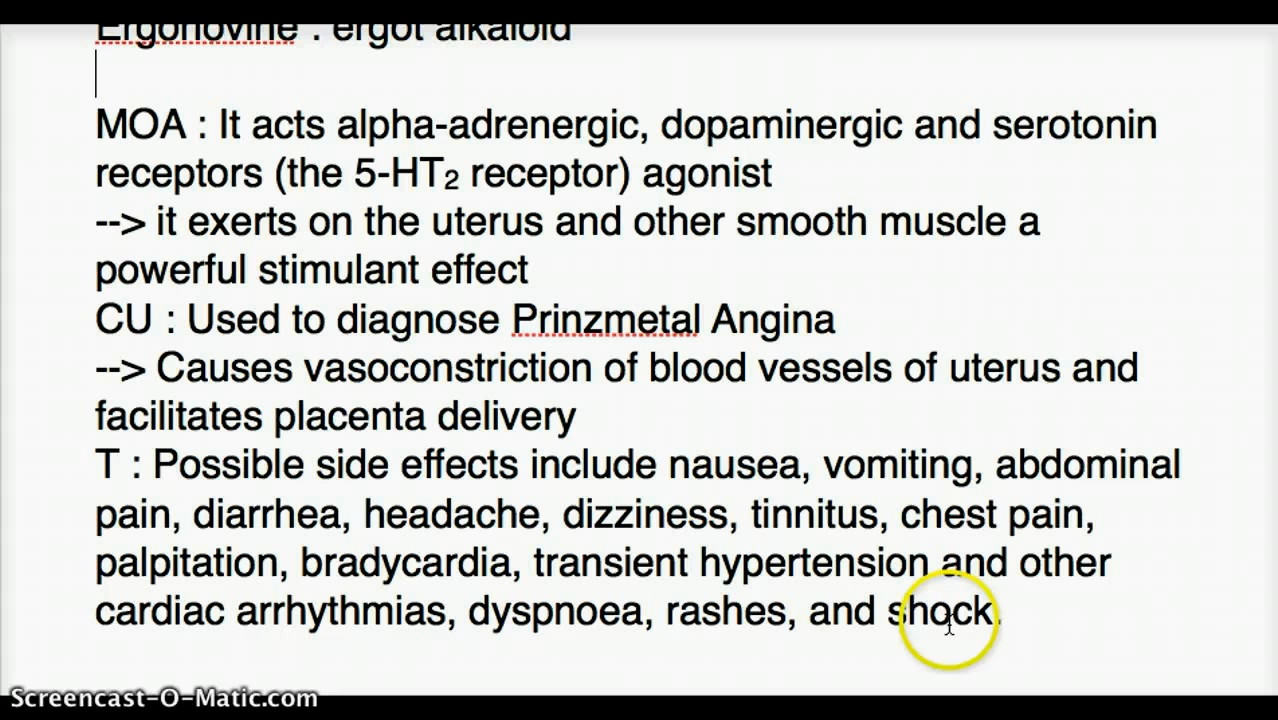 Ergonovine : ergot alkaloid
MOA : It acts alpha-adrenergic, dopaminergic and serotonin
receptors (the 5-HT₂ receptor) agonist
--> it exerts on the uterus and other smooth muscle a
powerful stimulant effect
CU : Used to diagnose Prinzmetal Angina
--> Causes vasoconstriction of blood vessels of uterus and
facilitates placenta delivery
T : Possible side effects include nausea, vomiting, abdominal
pain, diarrhea, headache, dizziness, tinnitus, chest pain,
palpitation, bradycardia, transient hypertension and other
cardiac arrhythmias, dyspnoea, rashes, and shock.
Screencast-O-Matic.com